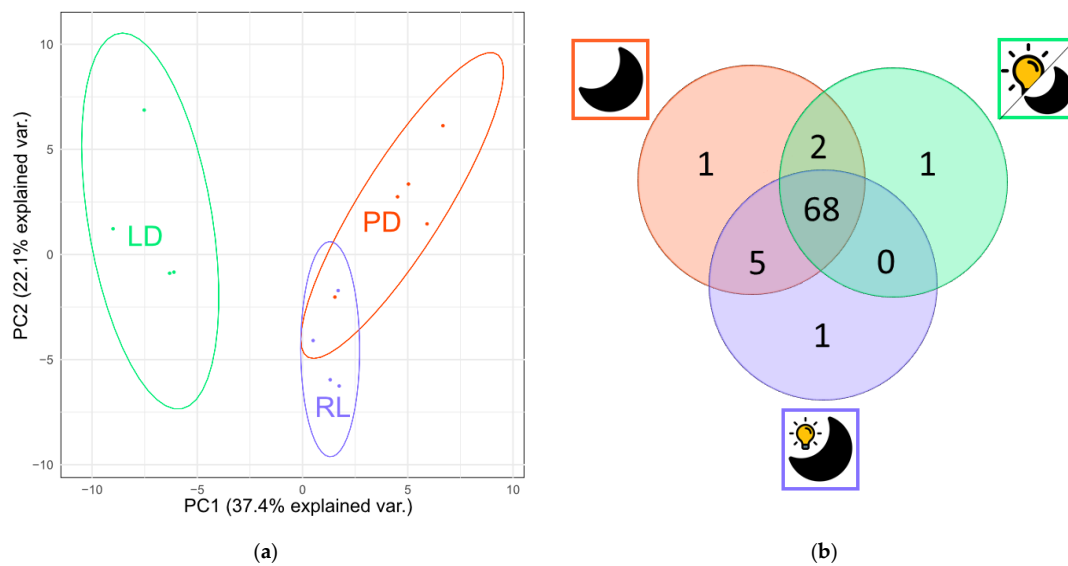 10
5
0
−5
−10
PC2 (22.1% explained var.)
LD
PD
RL
−10 −5 0 5 10
PC1 (37.4% explained var.)
(a)
1 2 1
68
5 0
1
(b)